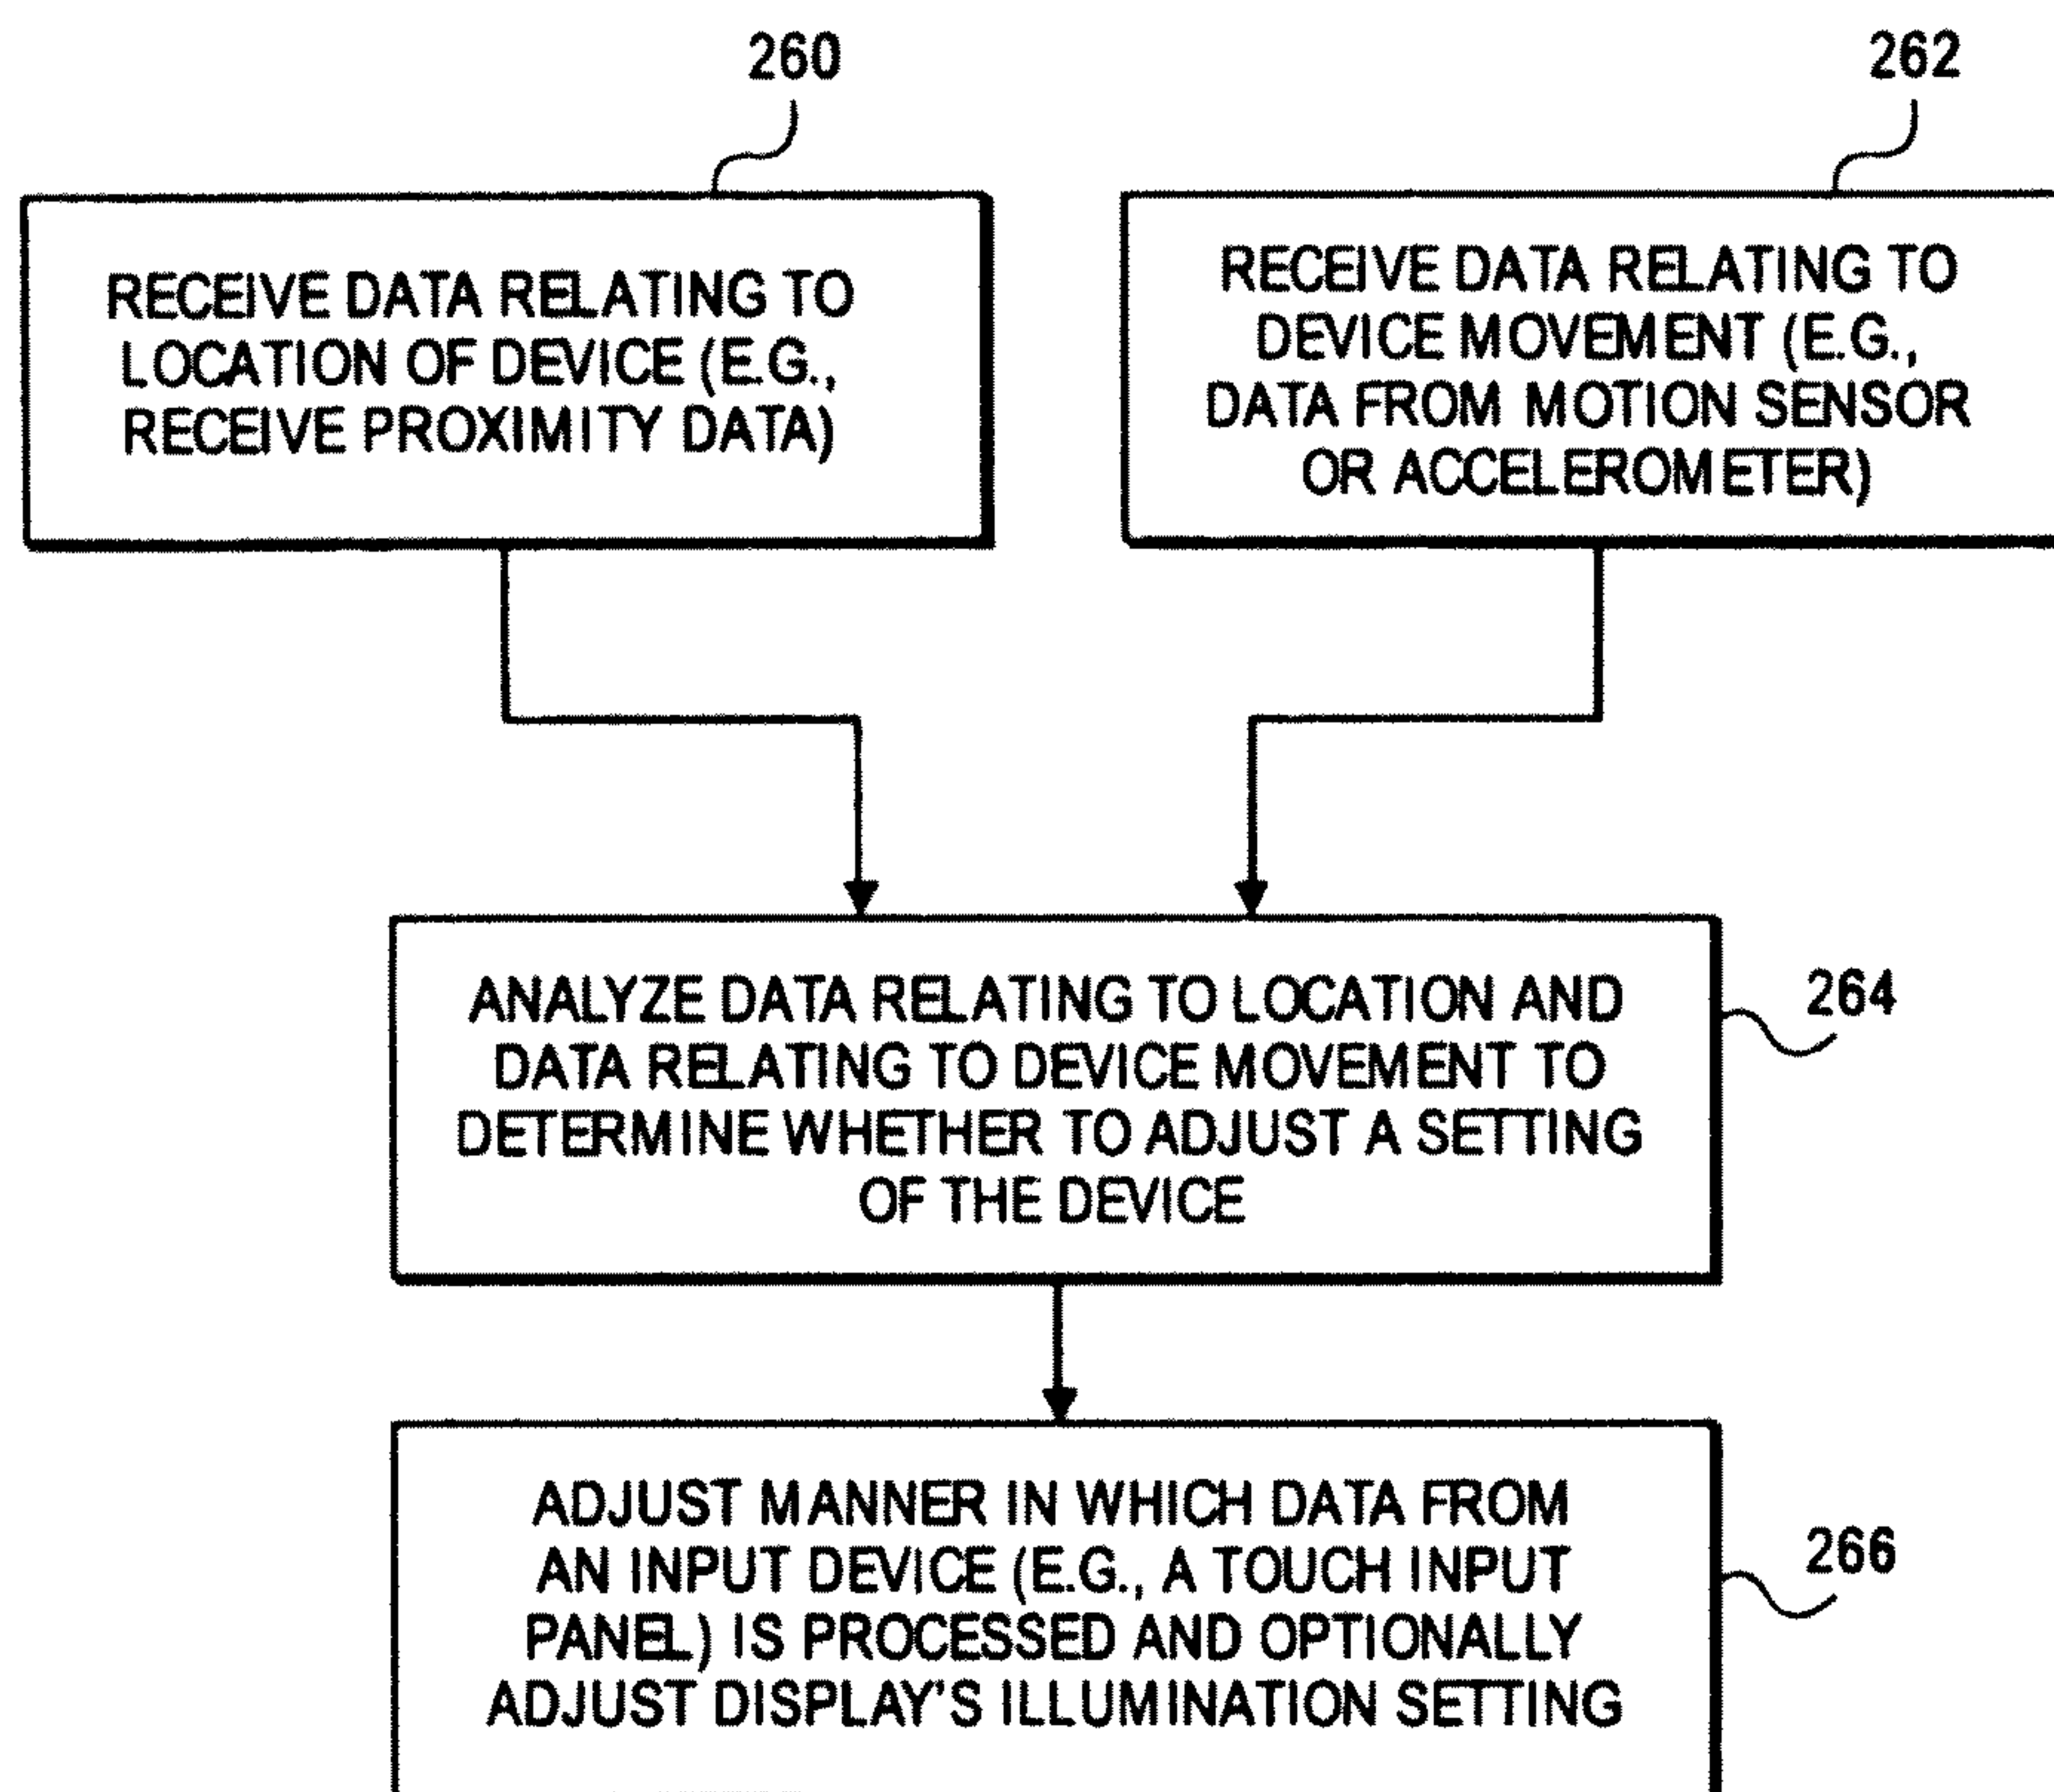 260
262
RECEIVE DATA RELATING TO
LOCATION OF DEVICE (E.G.,
RECEIVE PROXIMITY DATA)
RECEIVE DATA RELATING TO
DEVICE MOVEMENT (E.G.,
DATA FROM MOTION SENSOR
OR ACCELEROMETER)
ANALYZE DATA RELATING TO LOCATION AND
DATA RELATING TO DEVICE MOVEMENT TO
DETERMINE WHETHER TO ADJUST A SETTING
OF THE DEVICE
264
ADJUST MANNER IN WHICH DATA FROM
AN INPUT DEVICE (E.G., A TOUCH INPUT
PANEL) IS PROCESSED AND OPTIONALLY
ADJUST DISPLAY'S ILLUMINATION SETTING
266